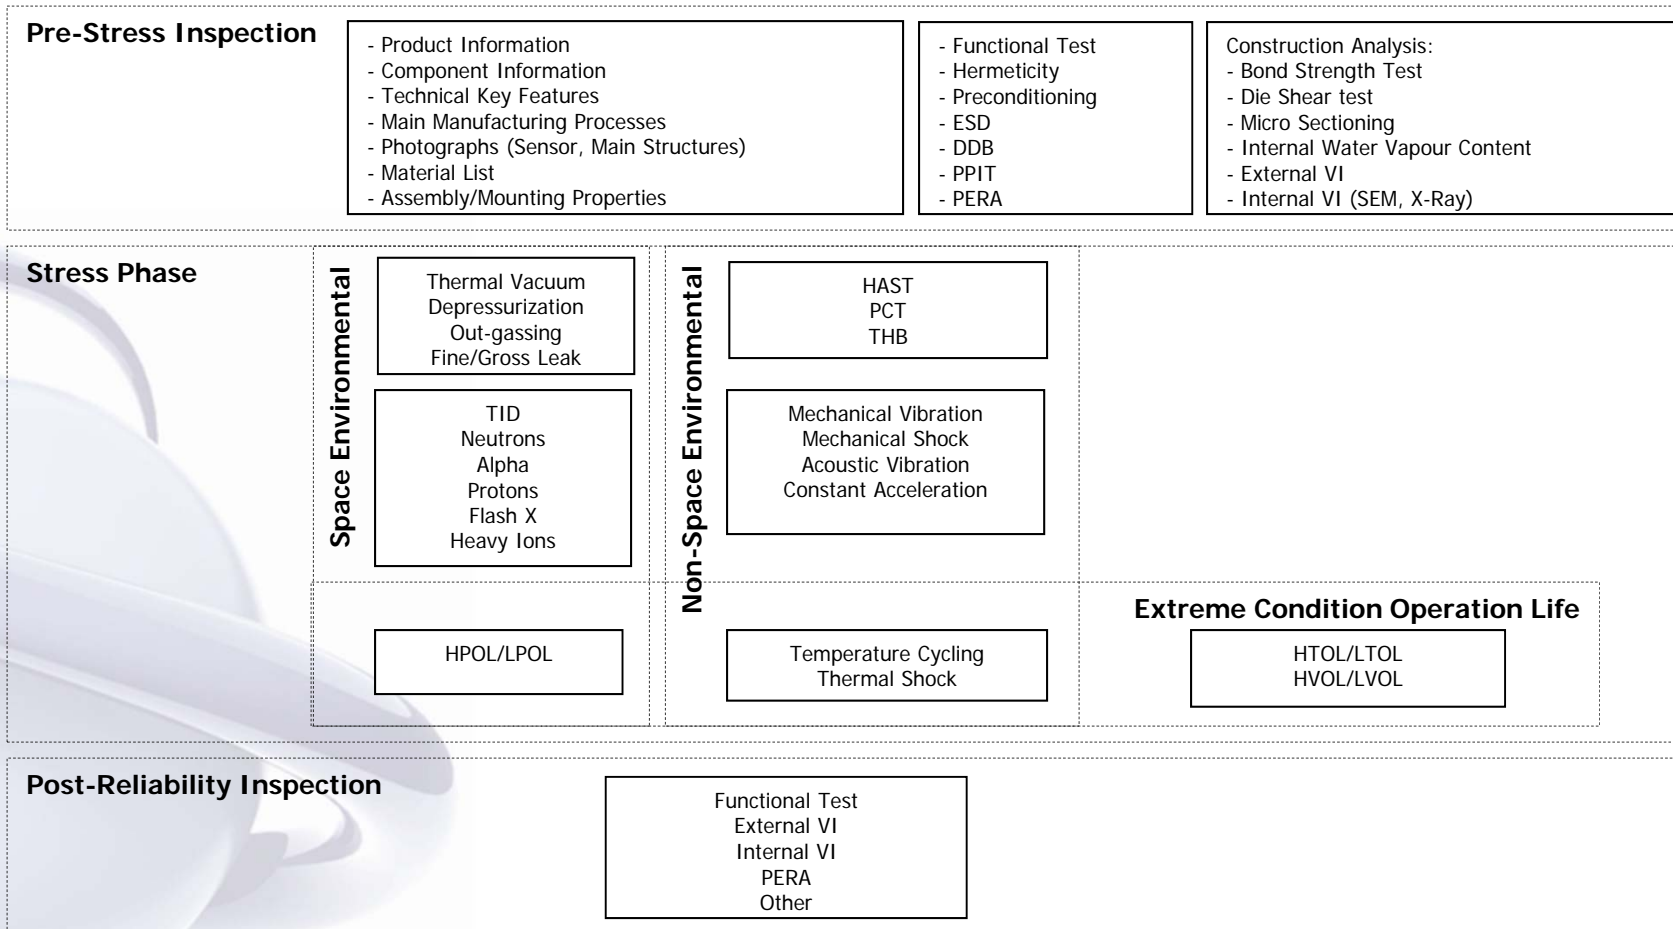 Pre-Stress Inspection
- Product Information
- Component Information
- Technical Key Features
- Main Manufacturing Processes
- Photographs (Sensor, Main Structures)
- Material List
- Assembly/Mounting Properties
- Functional Test
- Hermeticity
- Preconditioning
- ESD
- DDB
- PPIT
- PERA
Construction Analysis:
- Bond Strength Test
- Die Shear test
- Micro Sectioning
- Internal Water Vapour Content
- External VI
- Internal VI (SEM, X-Ray)
Stress Phase
Space Environmental
Thermal Vacuum
Depressurization
Out-gassing
Fine/Gross Leak
TID
Neutrons
Alpha
Protons
Flash X
Heavy Ions
HPOL/LPOL
Non-Space Environmental
HAST
PCT
THB
Mechanical Vibration
Mechanical Shock
Acoustic Vibration
Constant Acceleration
Temperature Cycling
Thermal Shock
Extreme Condition Operation Life
HTOL/LTOL
HVOL/LVOL
Post-Reliability Inspection
Functional Test
External VI
Internal VI
PERA
Other